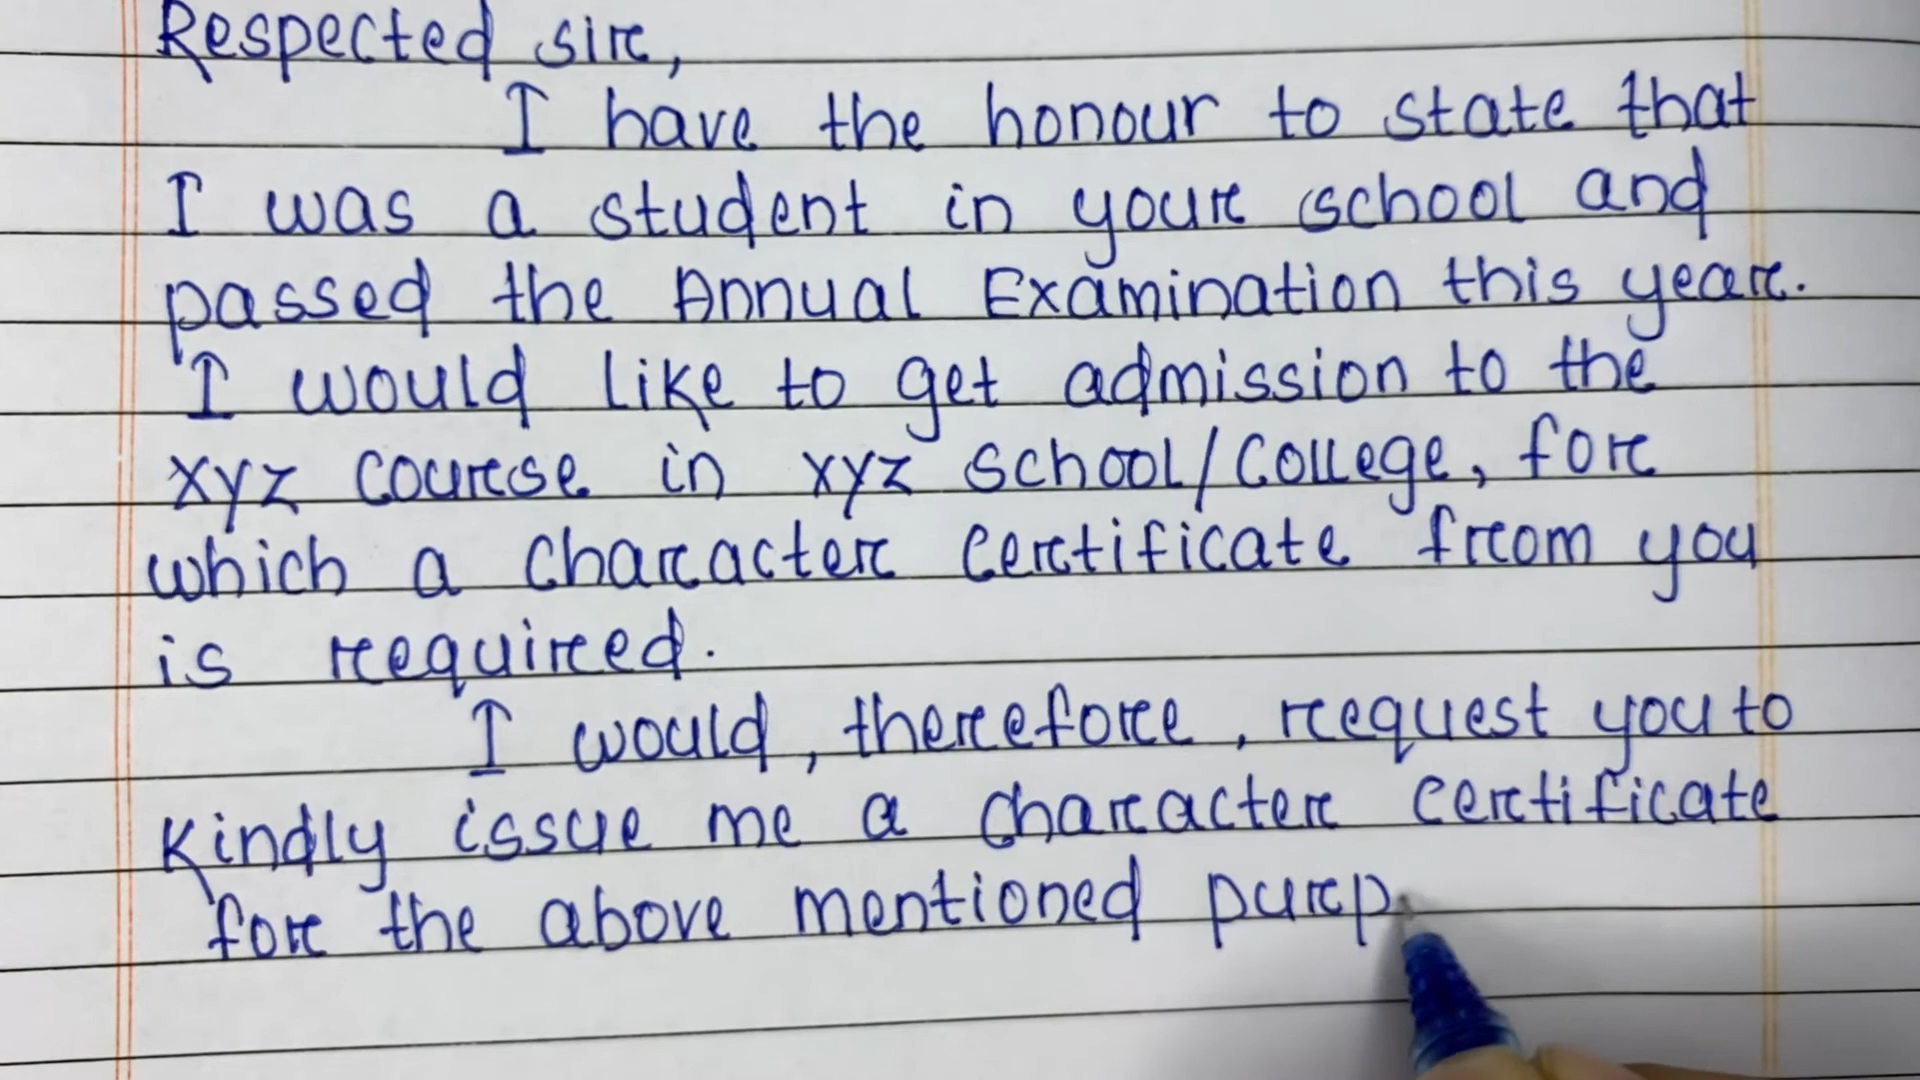 Respected sir,
I have the honour to state that
I was a student in your school and
passed the Annual Examination this year.
I would like to get admission to the
xyz course in xyz school/College, for
which a character certificate from you
is required.
I would, therefore, request you to
Kindly issue me a character certificate
for the above mentioned purp